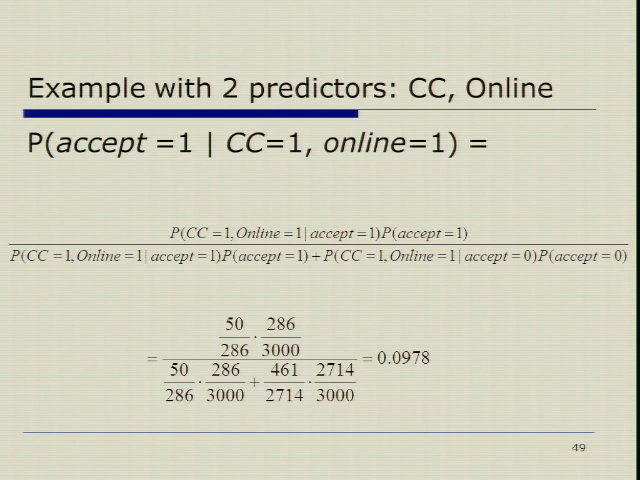 Example with 2 predictors: CC, Online
P(accept =1 | CC=1, online=1) =
P(CC =1, Online =1| accept =1)P(accept =1)
P(CC =1, Online =1| accept =1)P(accept =1) + P(CC =1, Online =1| accept =0)P(accept =0)
50 286
286 · 3000
= = 0.0978
50 286 461 2714
286 · 3000 + 2714 · 3000
49